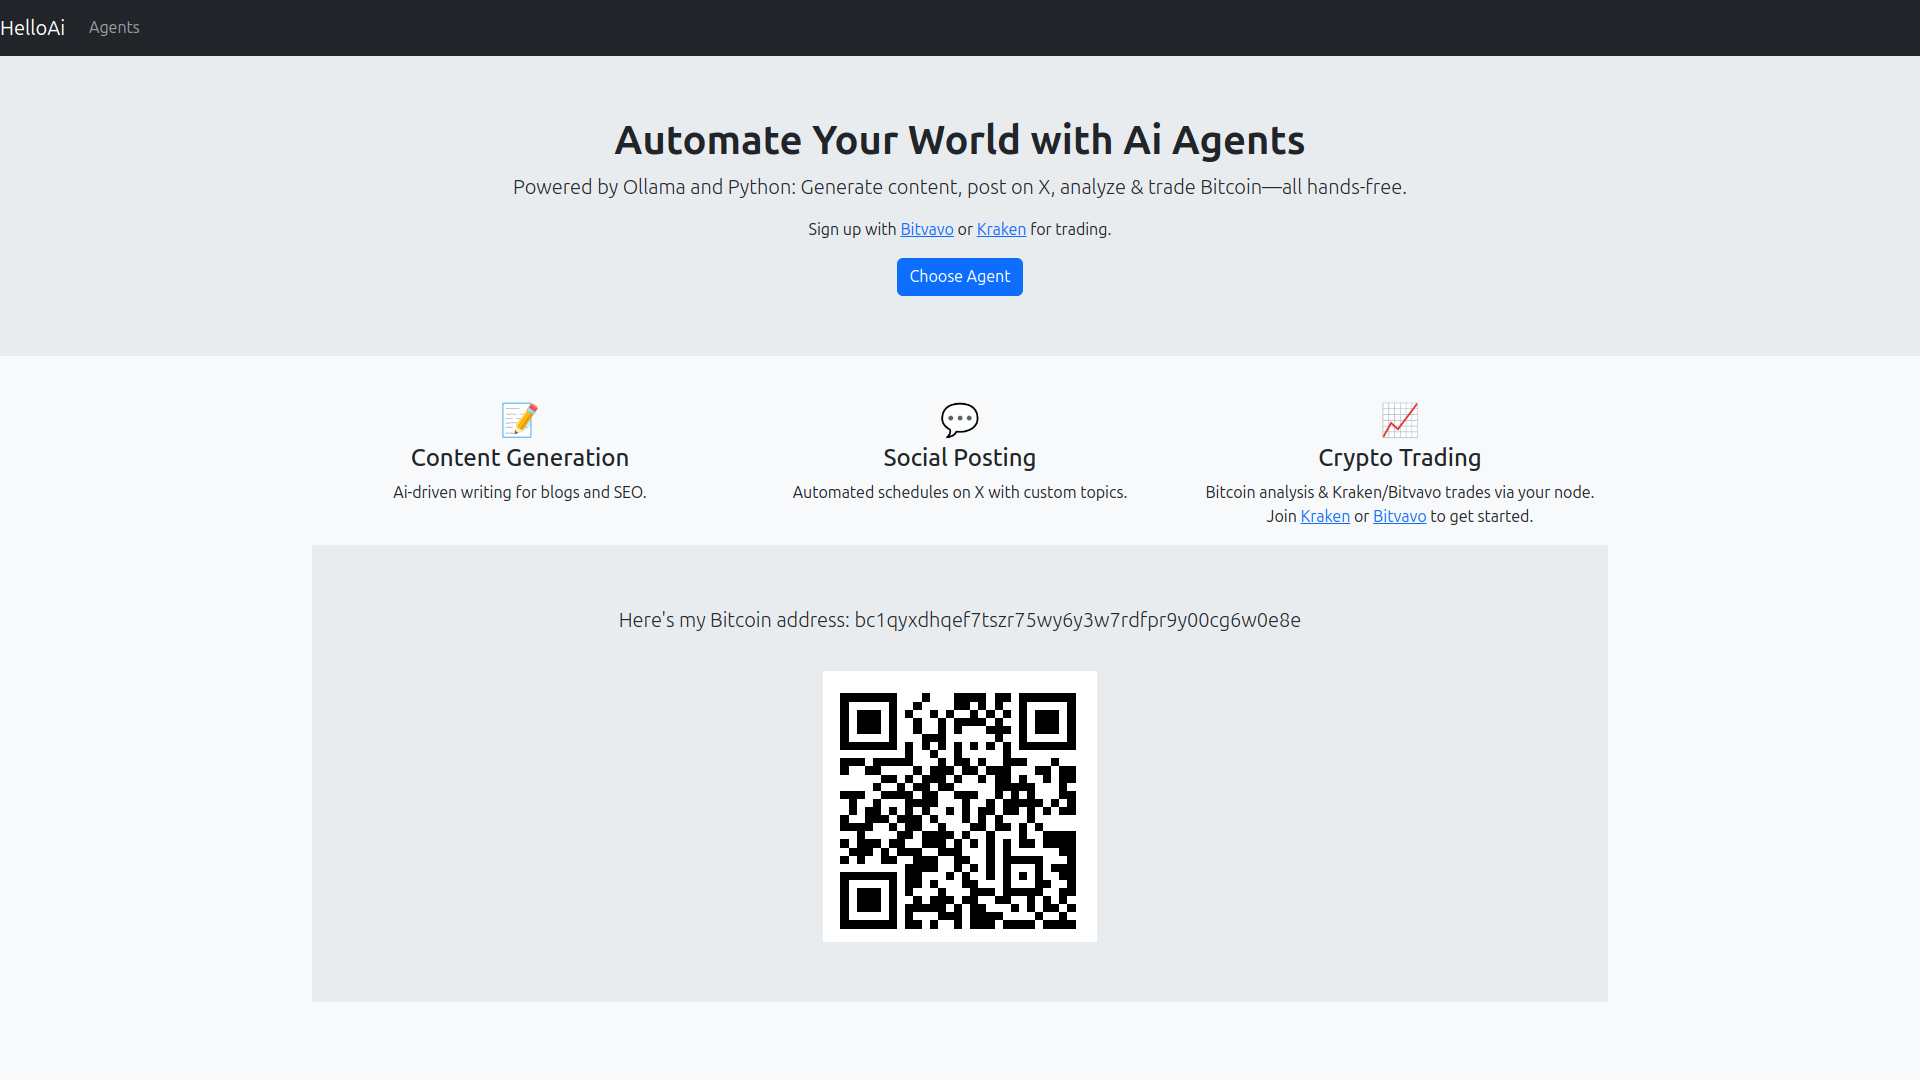 HelloAi
Agents
Automate Your World with Ai Agents
Powered by Ollama and Python: Generate content, post on X, analyze & trade Bitcoin—all hands-free.
Sign up with Bitvavo or Kraken for trading.
Choose Agent
Content Generation
Ai-driven writing for blogs and SEO.
Social Posting
Automated schedules on X with custom topics.
Crypto Trading
Bitcoin analysis & Kraken/Bitvavo trades via your node.
Join Kraken or Bitvavo to get started.
Here's my Bitcoin address: bc1qyxdhqef7tszr75wy6y3w7rdfpr9y00cg6w0e8e